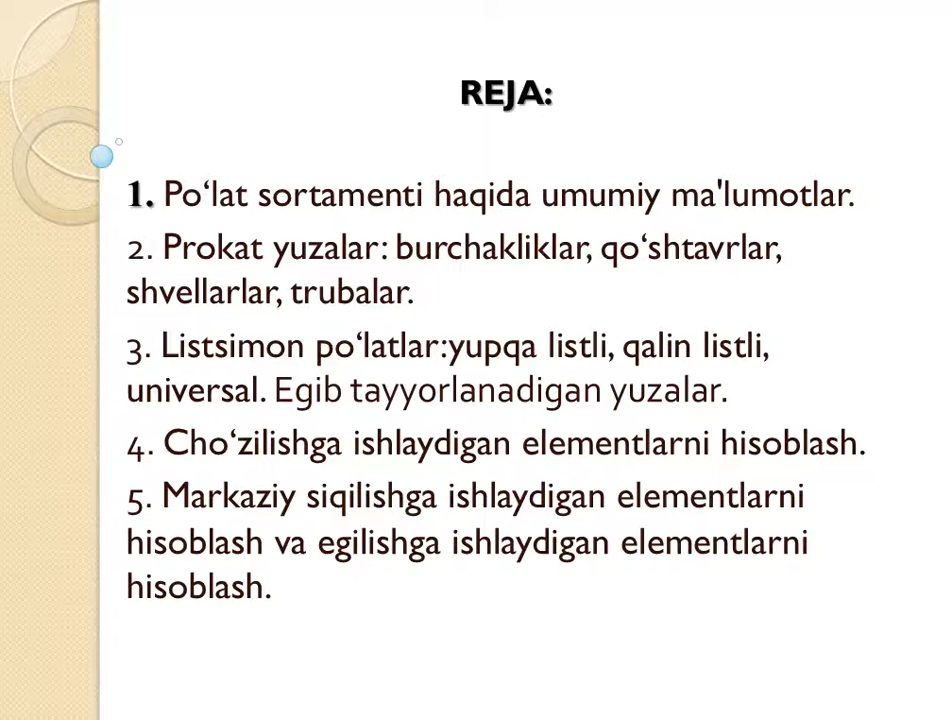 REJA:
1. Po‘lat sortamenti haqida umumiy ma'lumotlar.
2. Prokat yuzalar: burchakliklar, qo‘shtavrlar,
shvellarlar, trubalar.
3. Listsimon po‘latlar:yupqa listli, qalin listli,
universal. Egib tayyorlanadigan yuzalar.
4. Cho‘zilishga ishlaydigan elementlarni hisoblash.
5. Markaziy siqilishga ishlaydigan elementlarni
hisoblash va egilishga ishlaydigan elementlarni
hisoblash.